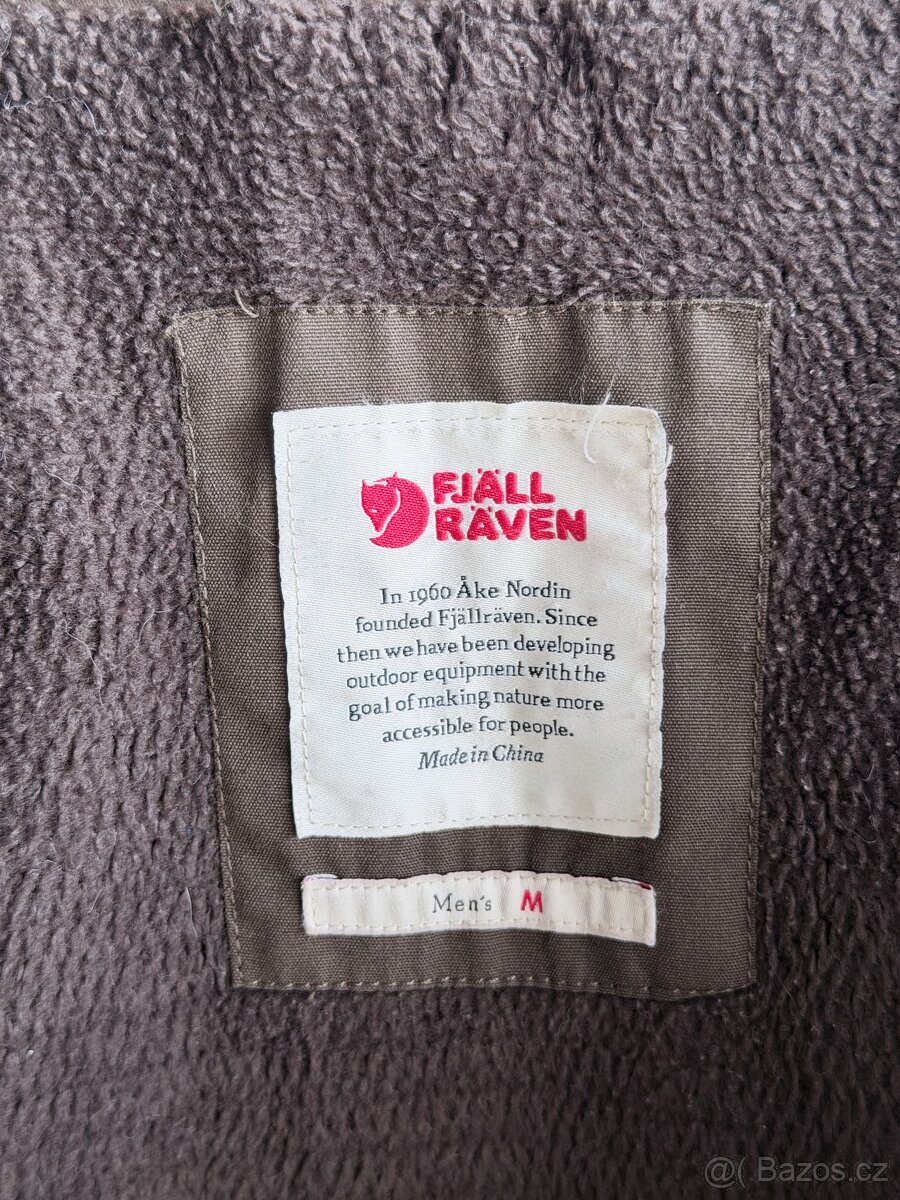 FJÄLL
RÄVEN
In 1960 Åke Nordin
founded Fjällräven. Since
then we have been developing
outdoor equipment with the
goal of making nature more
accessible for people.
Made in China
Men's M
@( Bazos.cz